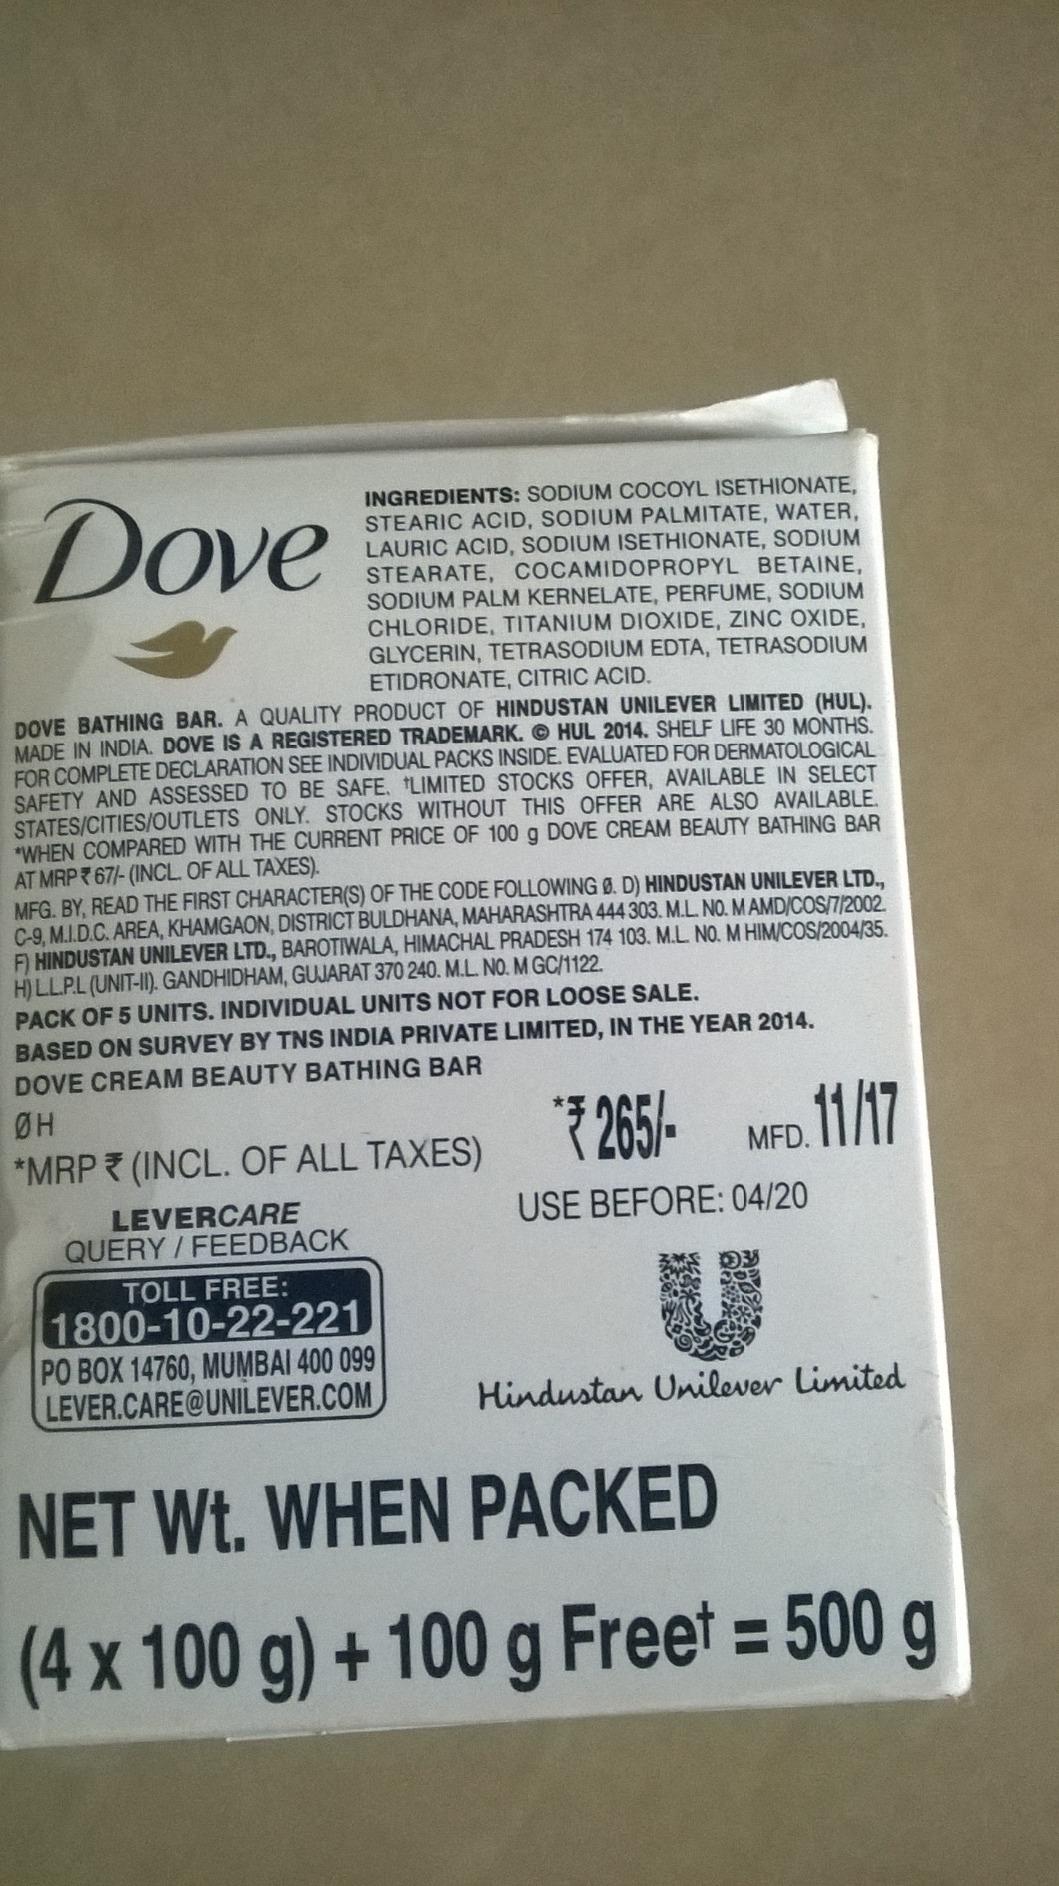 Dove
INGREDIENTS: SODIUM COCOYL ISETHIONATE,
STEARIC ACID, SODIUM PALMITATE, WATER,
LAURIC ACID, SODIUM ISETHIONATE, SODIUM
STEARATE, COCAMIDOPROPYL BETAINE,
SODIUM PALM KERNELATE, PERFUME, SODIUM
CHLORIDE, TITANIUM DIOXIDE, ZINC OXIDE,
GLYCERIN, TETRASODIUM EDTA, TETRASODIUM
ETIDRONATE, CITRIC ACID.
DOVE BATHING BAR. A QUALITY PRODUCT OF HINDUSTAN UNILEVER LIMITED (HUL).
MADE IN INDIA. DOVE IS A REGISTERED TRADEMARK. © HUL 2014. SHELF LIFE 30 MONTHS.
FOR COMPLETE DECLARATION SEE INDIVIDUAL PACKS INSIDE. EVALUATED FOR DERMATOLOGICAL
SAFETY AND ASSESSED TO BE SAFE. †LIMITED STOCKS OFFER, AVAILABLE IN SELECT
STATES/CITIES/OUTLETS ONLY. STOCKS WITHOUT THIS OFFER ARE ALSO AVAILABLE.
*WHEN COMPARED WITH THE CURRENT PRICE OF 100 g DOVE CREAM BEAUTY BATHING BAR
AT MRP ₹ 67/- (INCL. OF ALL TAXES).
MFG. BY, READ THE FIRST CHARACTER(S) OF THE CODE FOLLOWING Ø. D) HINDUSTAN UNILEVER LTD.,
C-9, M.I.D.C. AREA, KHAMGAON, DISTRICT BULDHANA, MAHARASHTRA 444 303. M.L. NO. M AMD/COS/7/2002.
F) HINDUSTAN UNILEVER LTD., BAROTIWALA, HIMACHAL PRADESH 174 103. M.L. NO. M HIM/COS/2004/35.
H) L.L.P.L (UNIT-II). GANDHIDHAM, GUJARAT 370 240. M.L. NO. M GC/1122.
PACK OF 5 UNITS. INDIVIDUAL UNITS NOT FOR LOOSE SALE.
BASED ON SURVEY BY TNS INDIA PRIVATE LIMITED, IN THE YEAR 2014.
DOVE CREAM BEAUTY BATHING BAR
ØH
*MRP ₹ (INCL. OF ALL TAXES) *₹ 265/- MFD. 11/17
USE BEFORE: 04/20
LEVERCARE
QUERY / FEEDBACK
TOLL FREE:
1800-10-22-221
PO BOX 14760, MUMBAI 400 099
LEVER.CARE@UNILEVER.COM
Hindustan Unilever Limited
NET Wt. WHEN PACKED
(4 x 100 g) + 100 g Free† = 500 g